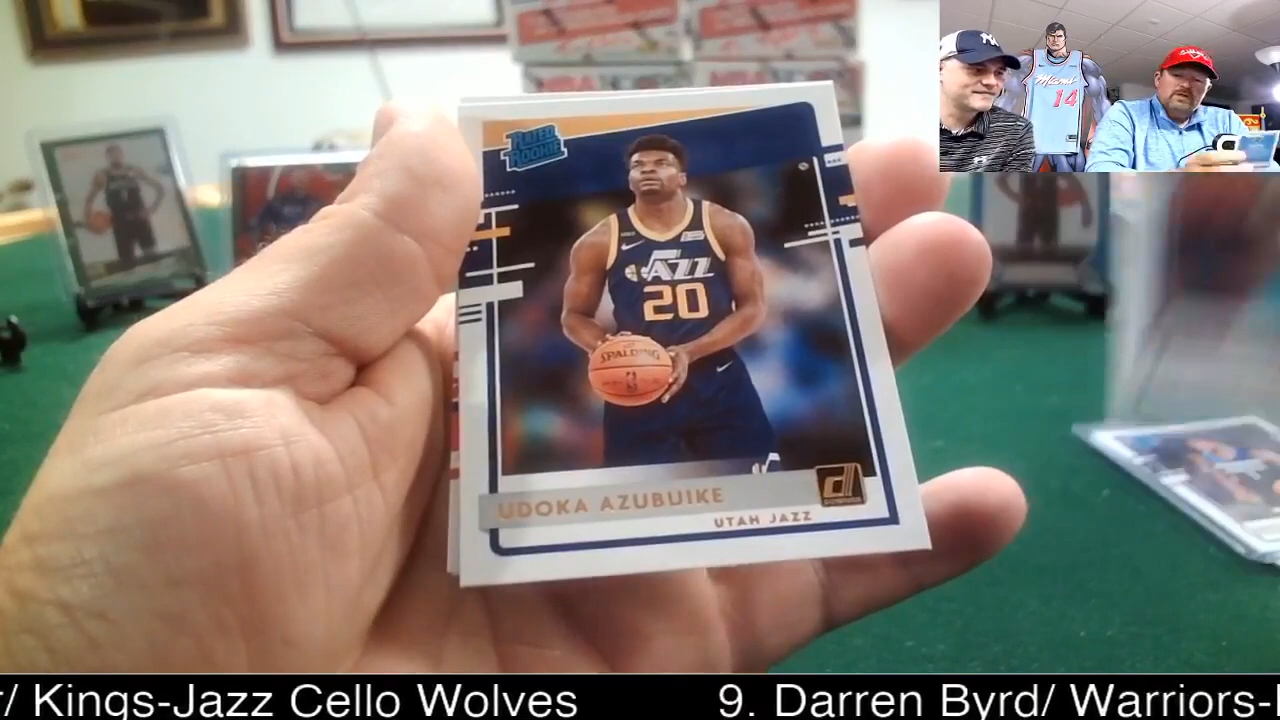 RATED
ROOKIE
JAZZ
20
SPALDING
UDOKA AZUBUIKE
UTAH JAZZ
DONRUSS
Miami
14
r/ Kings-Jazz Cello Wolves 9. Darren Byrd/ Warriors-